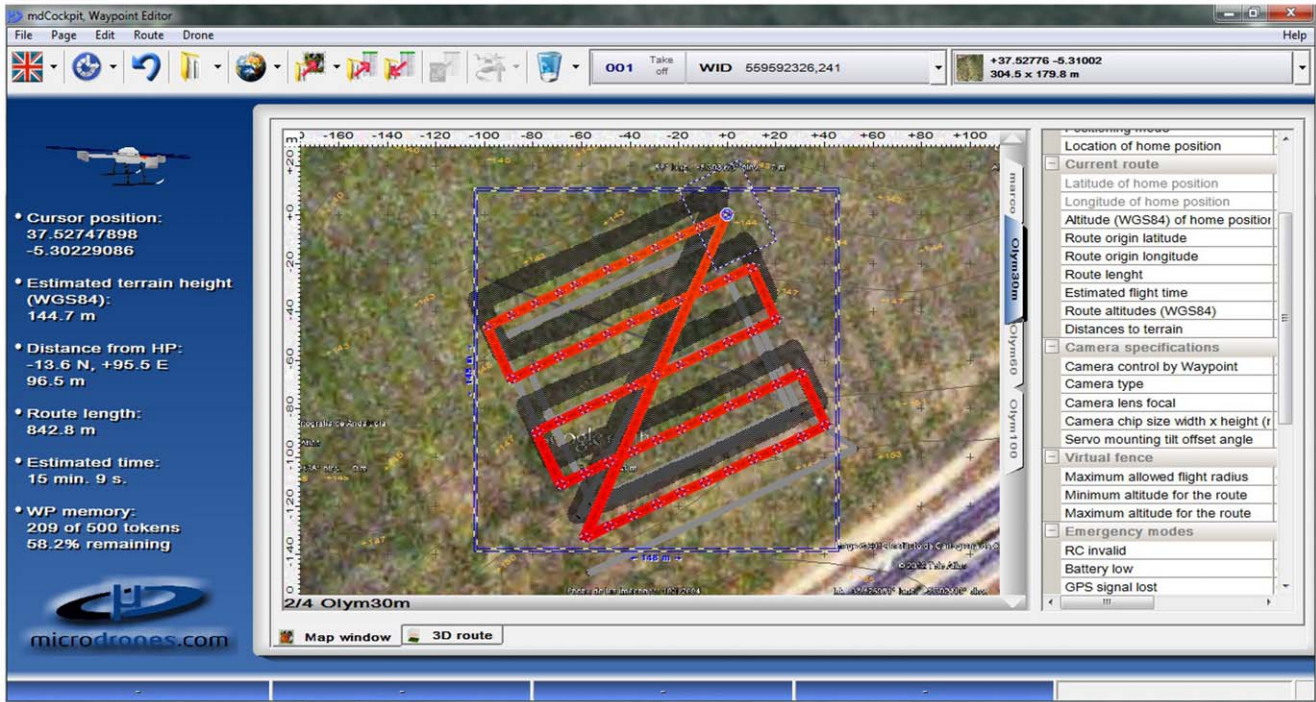 mdCockpit, Waypoint Editor
File Page Edit Route Drone Help
001 Take off WID 559592326,241
+37.52776 -5.31002
304.5 x 179.8 m
• Cursor position:
37.52747898
-5.30229086
• Estimated terrain height
(WGS84):
144.7 m
• Distance from HP:
-13.6 N, +95.5 E
96.5 m
• Route length:
842.8 m
• Estimated time:
15 min. 9 s.
• WP memory:
209 of 500 tokens
58.2% remaining
microdrones.com
m -160 -140 -120 -100 -80 -60 -40 -20 +0 +20 +40 +60 +80 +100
+20
+0
-20
-40
-60
-80
-100
-120
-140
marco
Olym30m
Olym60
Olym100
2/4 Olym30m
Map window
3D route
Location of home position
Current route
Latitude of home position
Longitude of home position
Altitude (WGS84) of home position
Route origin latitude
Route origin longitude
Route lenght
Estimated flight time
Route altitudes (WGS84)
Distances to terrain
Camera specifications
Camera control by Waypoint
Camera type
Camera lens focal
Camera chip size width x height (r
Servo mounting tilt offset angle
Virtual fence
Maximum allowed flight radius
Minimum altitude for the route
Maximum altitude for the route
Emergency modes
RC invalid
Battery low
GPS signal lost